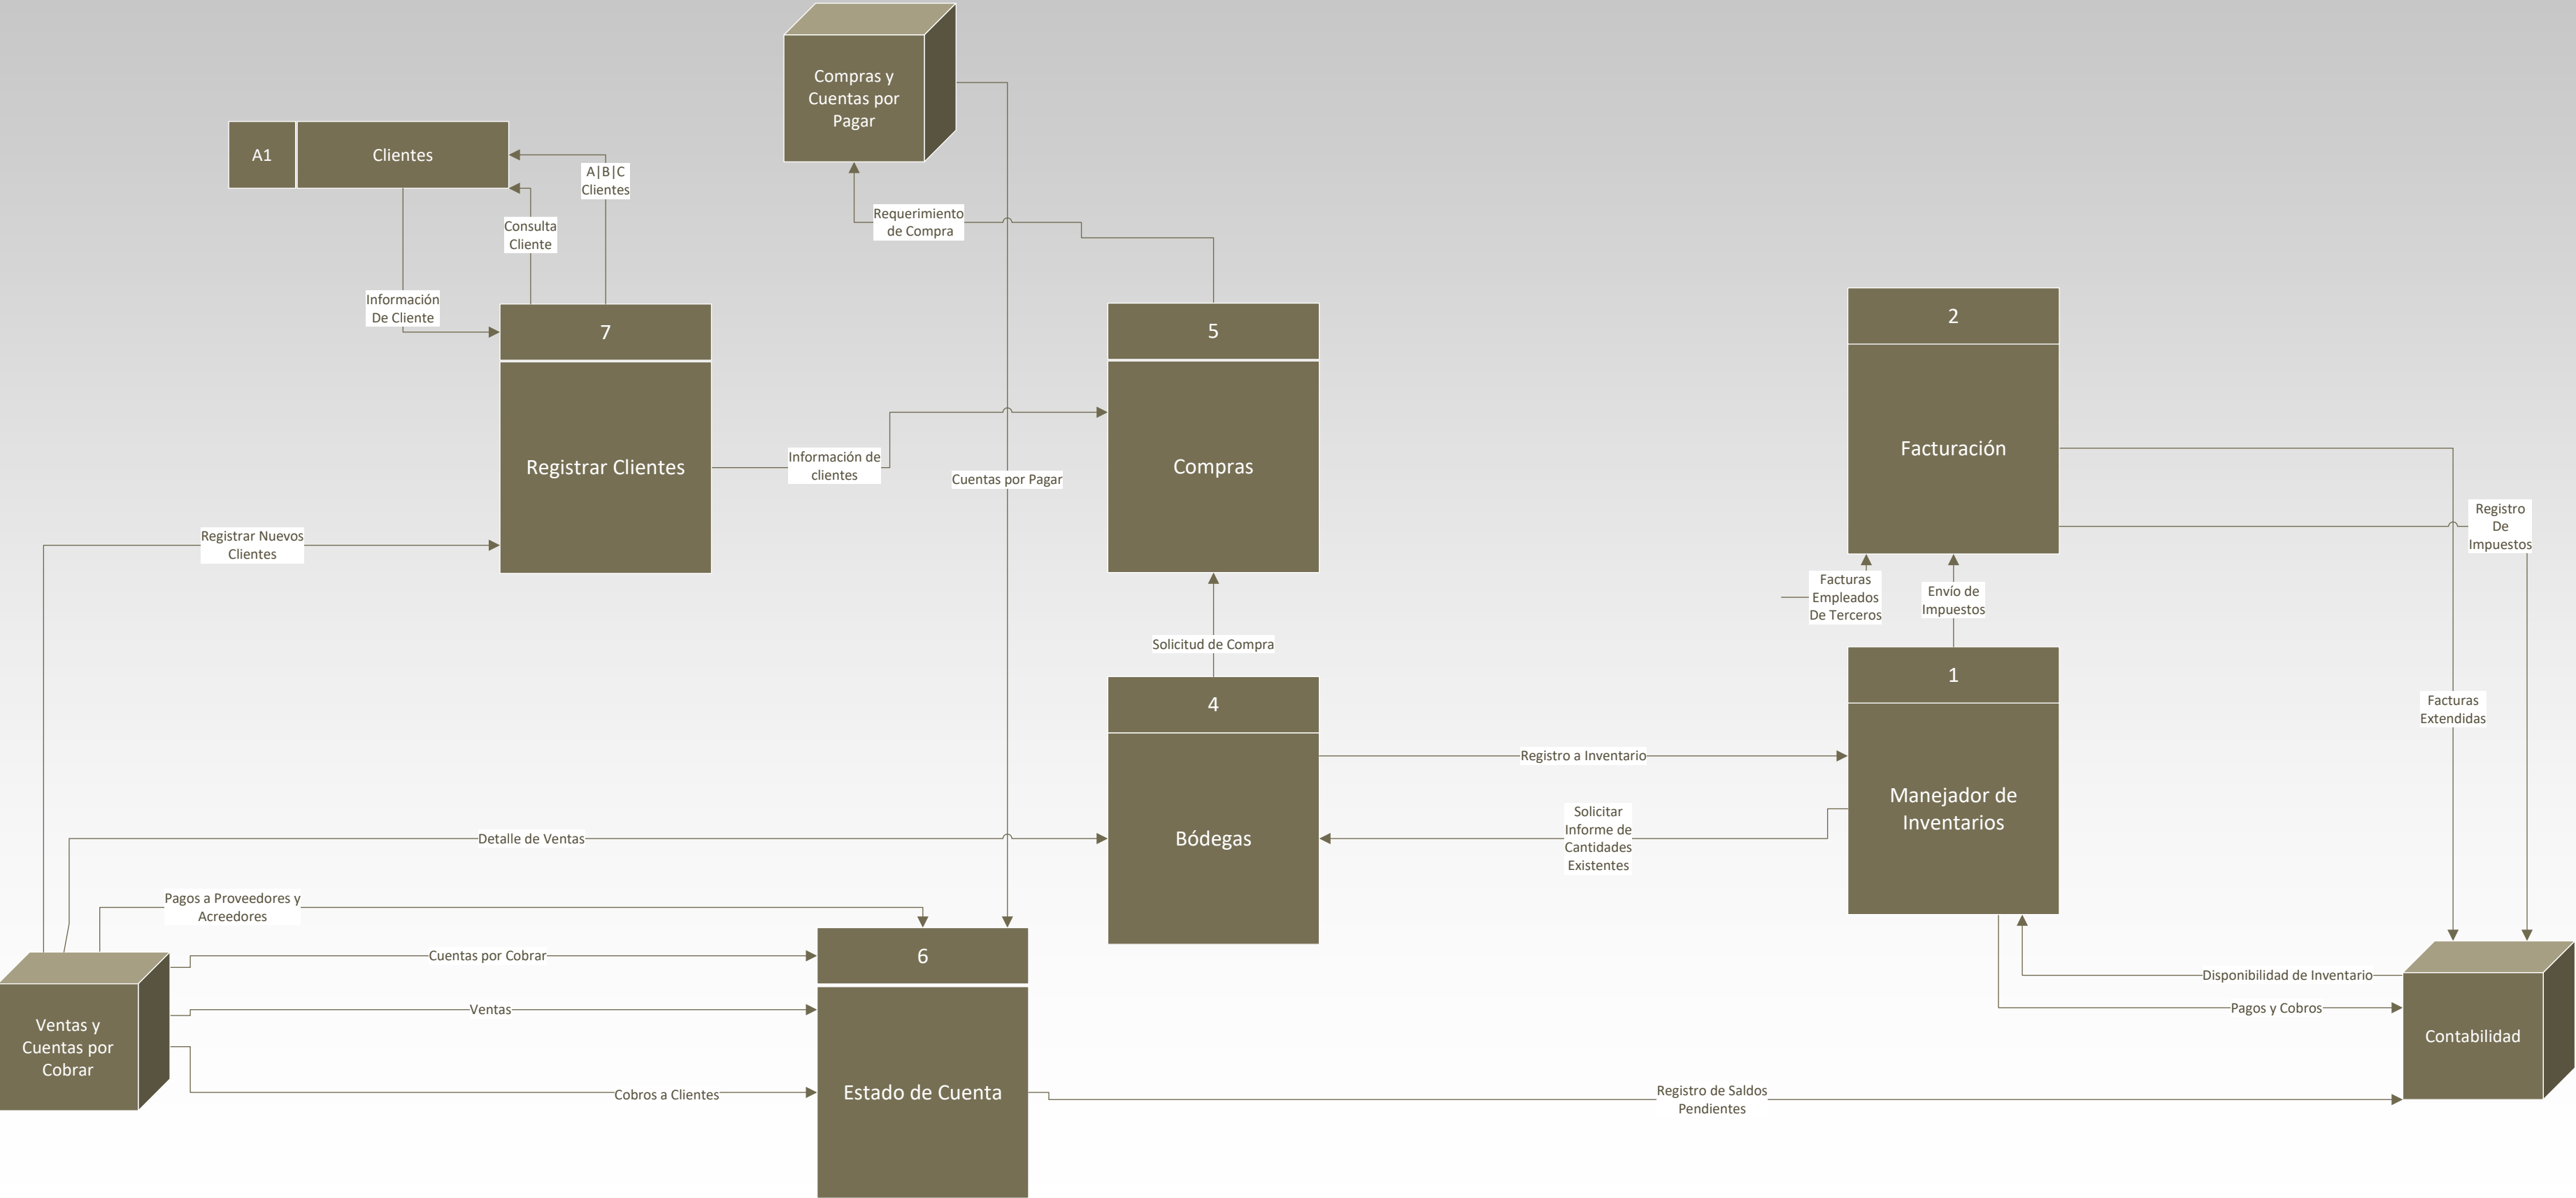 Compras y
Cuentas por
Pagar
A1
Clientes
A|B|C
Clientes
Consulta
Cliente
Requerimiento
de Compra
Información
De Cliente
7
Registrar Clientes
5
Compras
2
Facturación
Información de
clientes
Cuentas por Pagar
Registrar Nuevos
Clientes
Registro
De
Impuestos
Facturas
Empleados
De Terceros
Envío de
Impuestos
Solicitud de Compra
4
Bódegas
1
Manejador de
Inventarios
Facturas
Extendidas
Registro a Inventario
Solicitar
Informe de
Cantidades
Existentes
Detalle de Ventas
Pagos a Proveedores y
Acreedores
Cuentas por Cobrar
6
Estado de Cuenta
Ventas
Ventas y
Cuentas por
Cobrar
Cobros a Clientes
Disponibilidad de Inventario
Pagos y Cobros
Contabilidad
Registro de Saldos
Pendientes